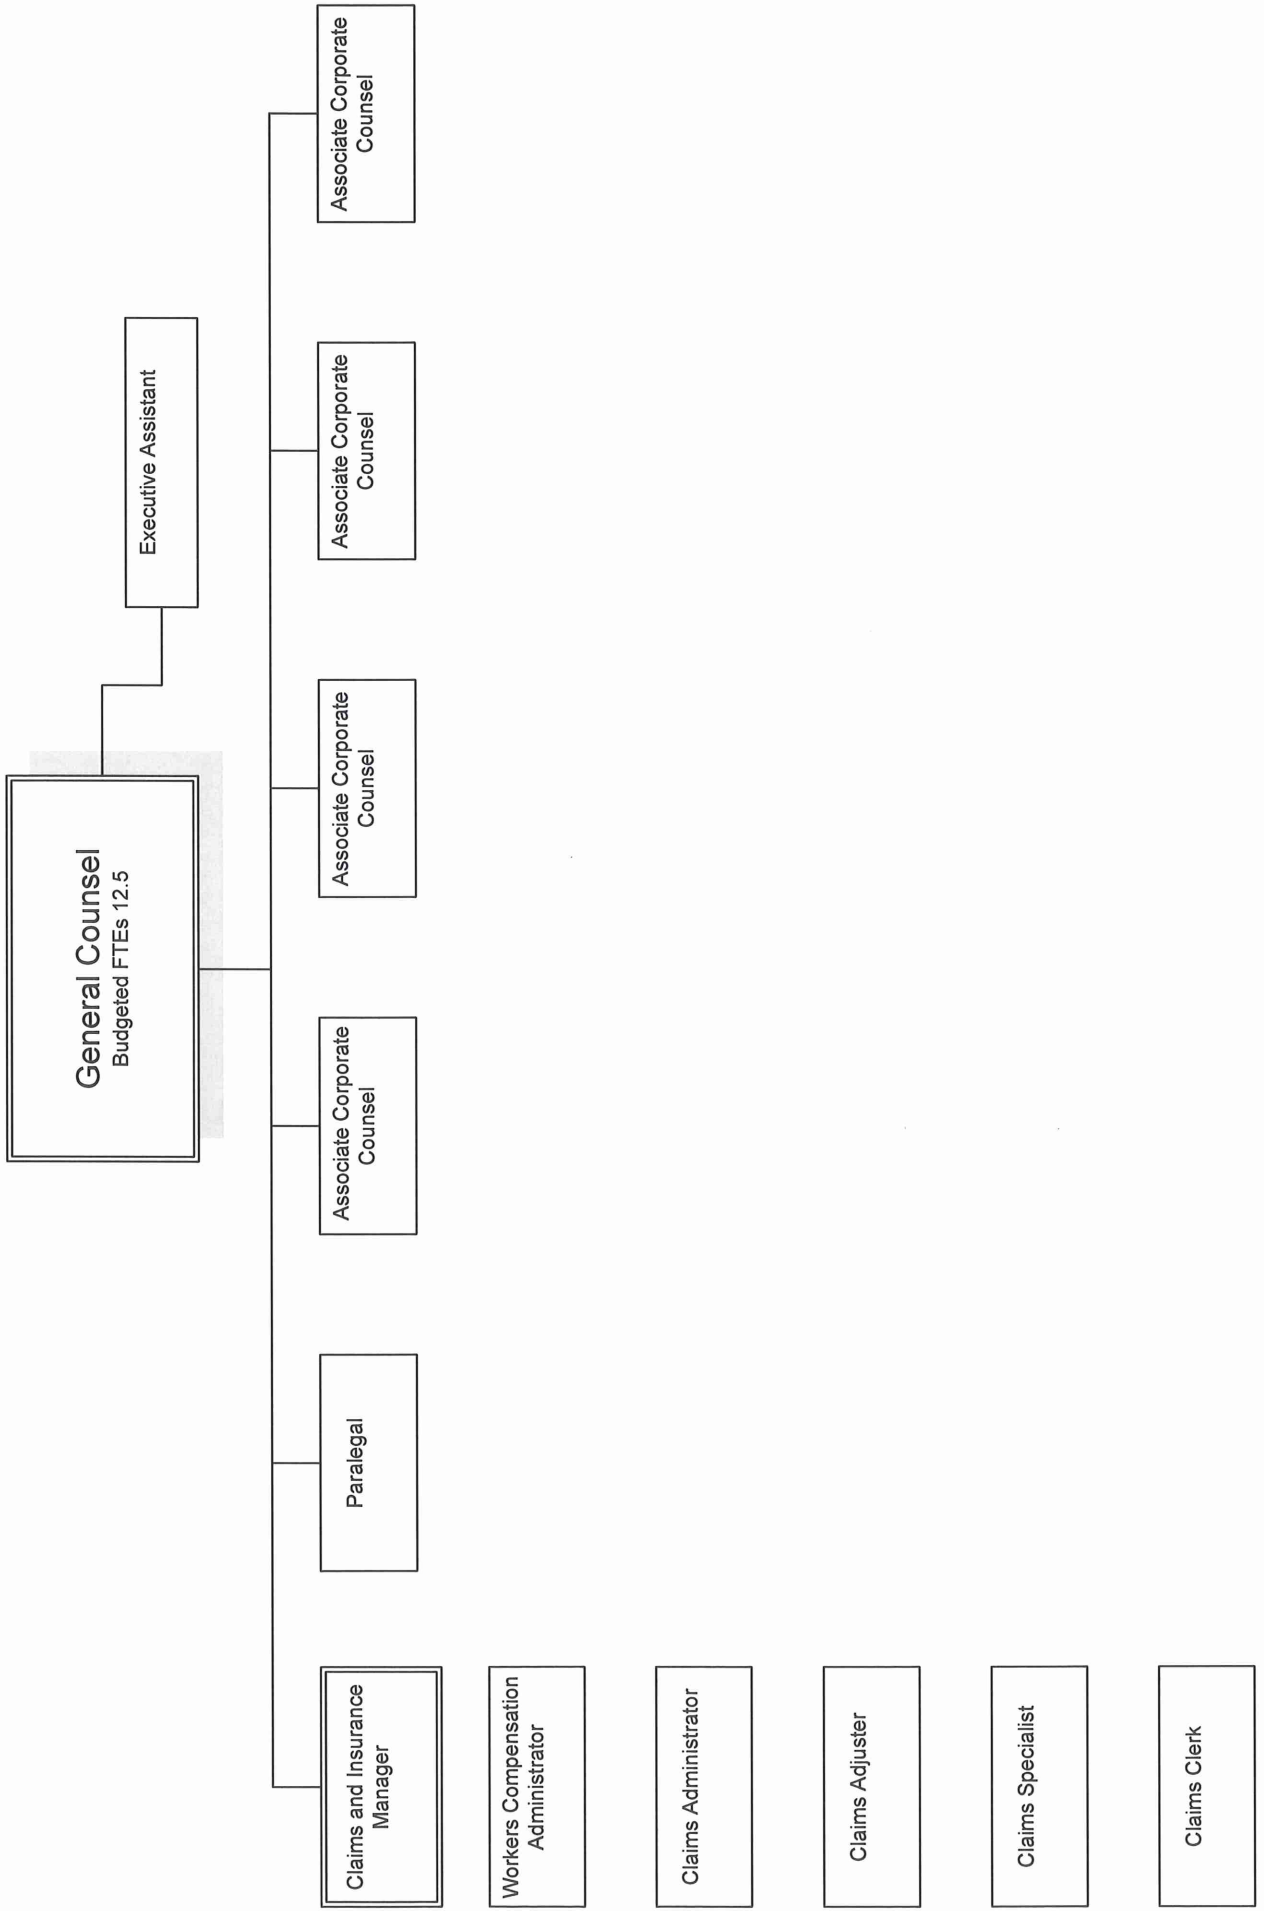 General Counsel
Budgeted FTEs 12.5
Executive Assistant
Claims and Insurance
Manager
Paralegal
Associate Corporate
Counsel
Associate Corporate
Counsel
Associate Corporate
Counsel
Associate Corporate
Counsel
Workers Compensation
Administrator
Claims Administrator
Claims Adjuster
Claims Specialist
Claims Clerk